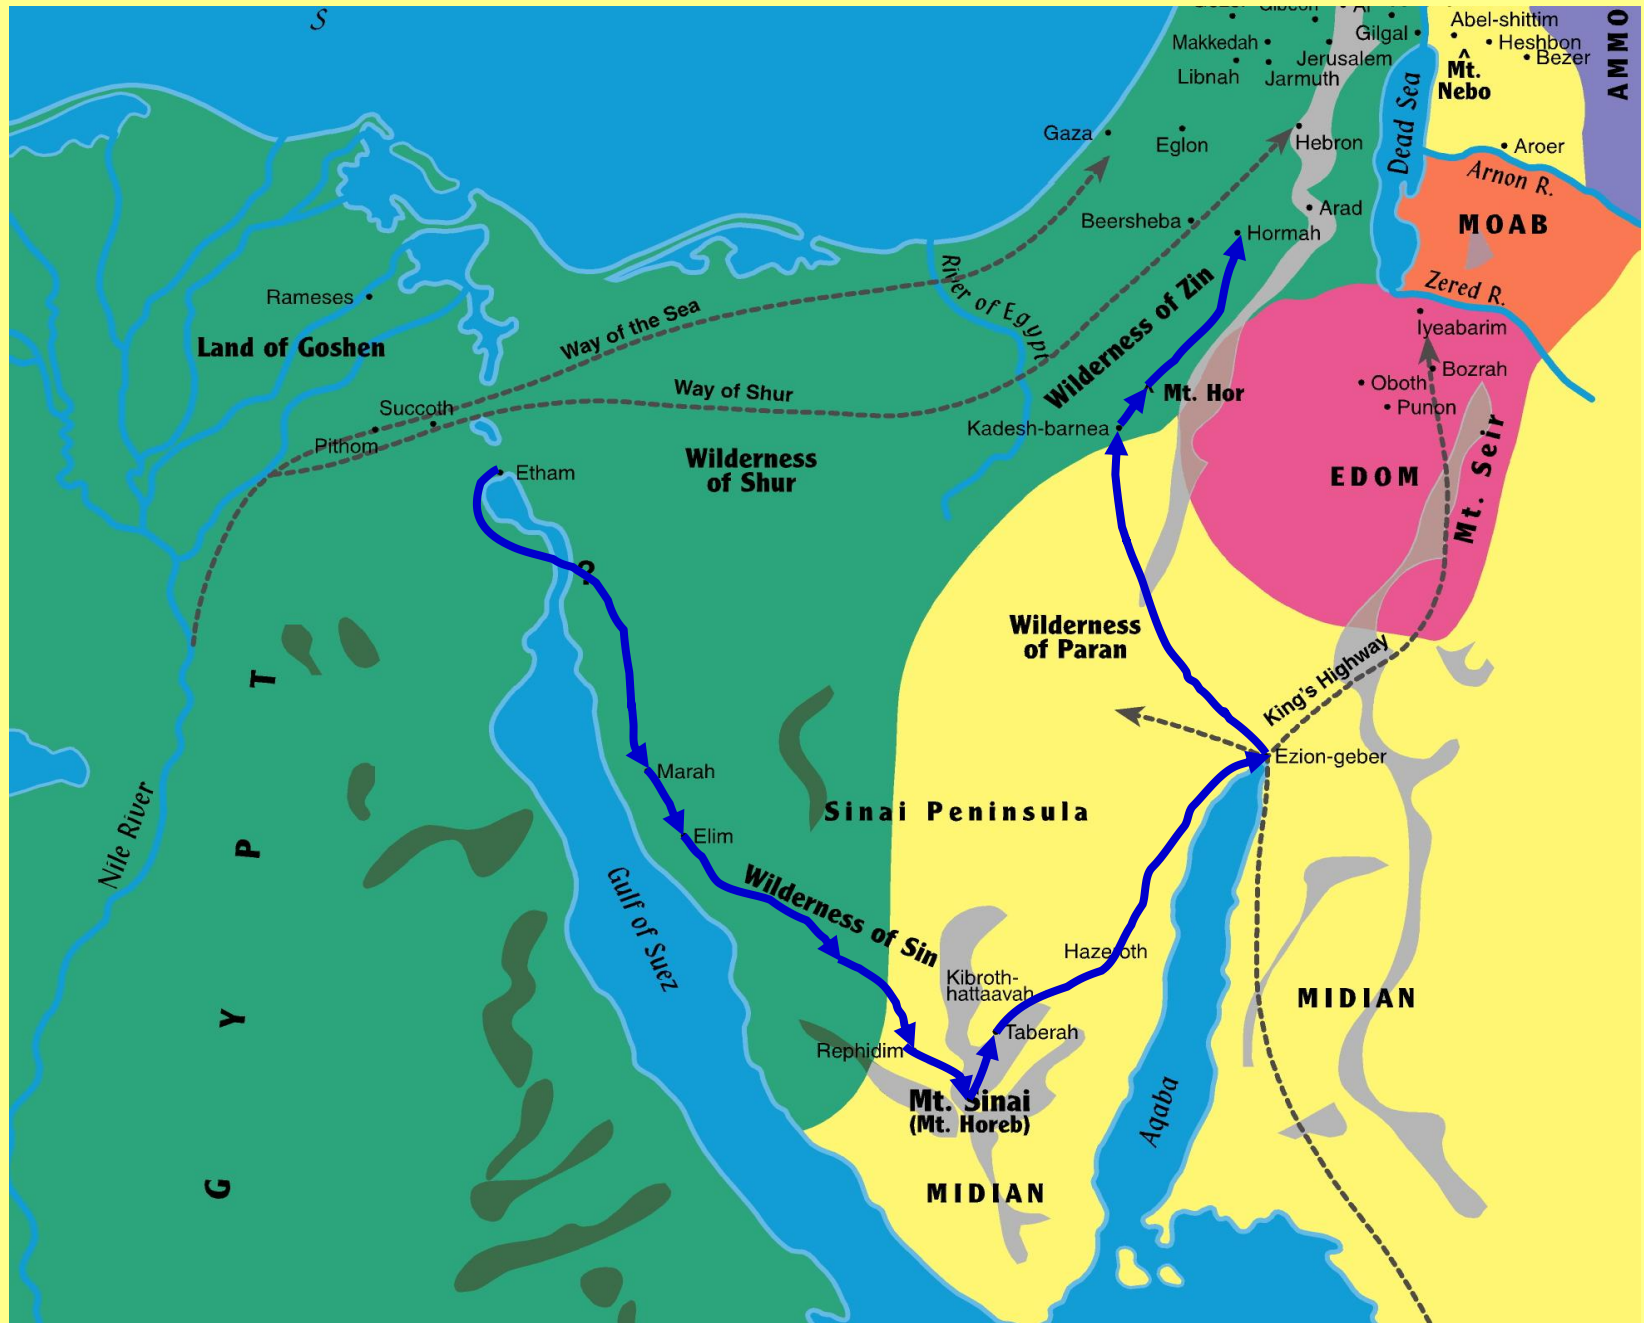 S
Gibeon
Abel-shittim
Makkedah
Gilgal
Heshbon
Jerusalem
Bezer
Libnah
Jarmuth
Mt.
Nebo
AMMO
Dead Sea
Gaza
Eglon
Hebron
Aroer
Arnon R.
MOAB
Arad
Beersheba
Hormah
River of Egypt
Wilderness of Zin
Zered R.
Rameses
Iyeabarim
Way of the Sea
Land of Goshen
Way of Shur
Bozrah
Oboth
Punon
Mt. Hor
Succoth
Pithom
Kadesh-barnea
Wilderness
of Shur
Etham
EDOM
Mt. Seir
?
Wilderness
of Paran
King's Highway
Ezion-geber
Marah
Sinai Peninsula
Elim
Nile River
Wilderness of Sin
Gulf of Suez
Hazeroth
Kibroth-
hattaavah
MIDIAN
Taberah
Rephidim
Mt. Sinai
(Mt. Horeb)
Aqaba
MIDIAN
G Y P T